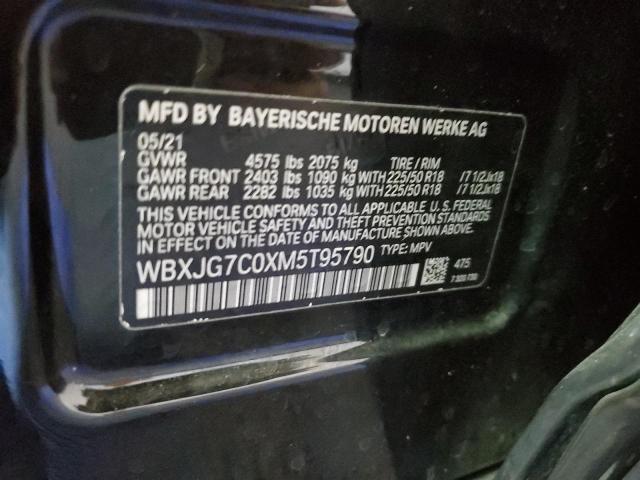 MFD BY BAYERISCHE MOTOREN WERKE AG
05/21
GVWR 4575 lbs 2075 kg TIRE / RIM
GAWR FRONT 2403 lbs 1090 kg WITH 225/50 R18 /7 1/2Jx18
GAWR REAR 2282 lbs 1035 kg WITH 225/50 R18 /7 1/2Jx18
THIS VEHICLE CONFORMS TO ALL APPLICABLE U.S. FEDERAL
MOTOR VEHICLE SAFETY AND THEFT PREVENTION STANDARDS
IN EFFECT ON THE DATE OF MANUFACTURE SHOWN ABOVE.
WBXJG7C0XM5T95790 TYPE: MPV
475